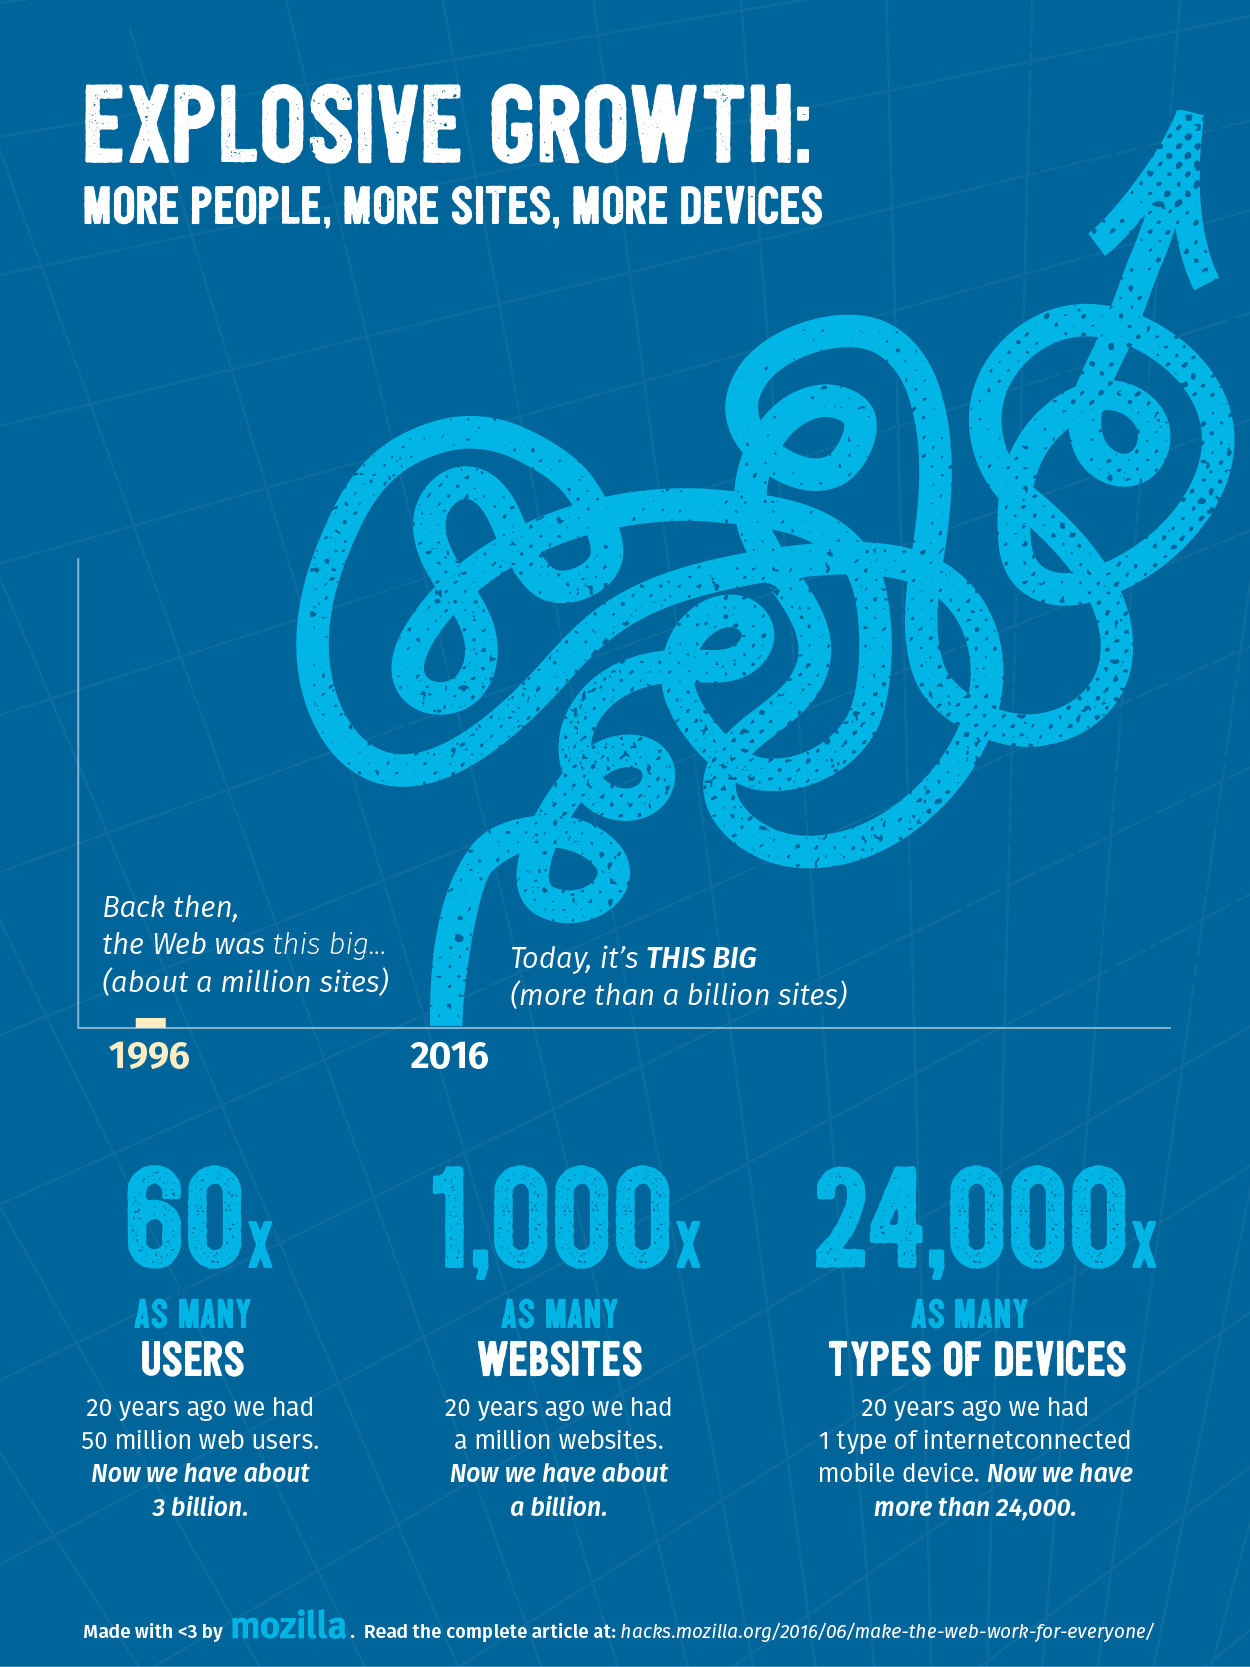 EXPLOSIVE GROWTH:
MORE PEOPLE, MORE SITES, MORE DEVICES
Back then,
the Web was this big...
(about a million sites)
Today, it's THIS BIG
(more than a billion sites)
1996
2016
60x
AS MANY
USERS
20 years ago we had
50 million web users.
Now we have about
3 billion.
1,000x
AS MANY
WEBSITES
20 years ago we had
a million websites.
Now we have about
a billion.
24,000x
AS MANY
TYPES OF DEVICES
20 years ago we had
1 type of internetconnected
mobile device. Now we have
more than 24,000.
Made with <3 by mozilla. Read the complete article at: hacks.mozilla.org/2016/06/make-the-web-work-for-everyone/